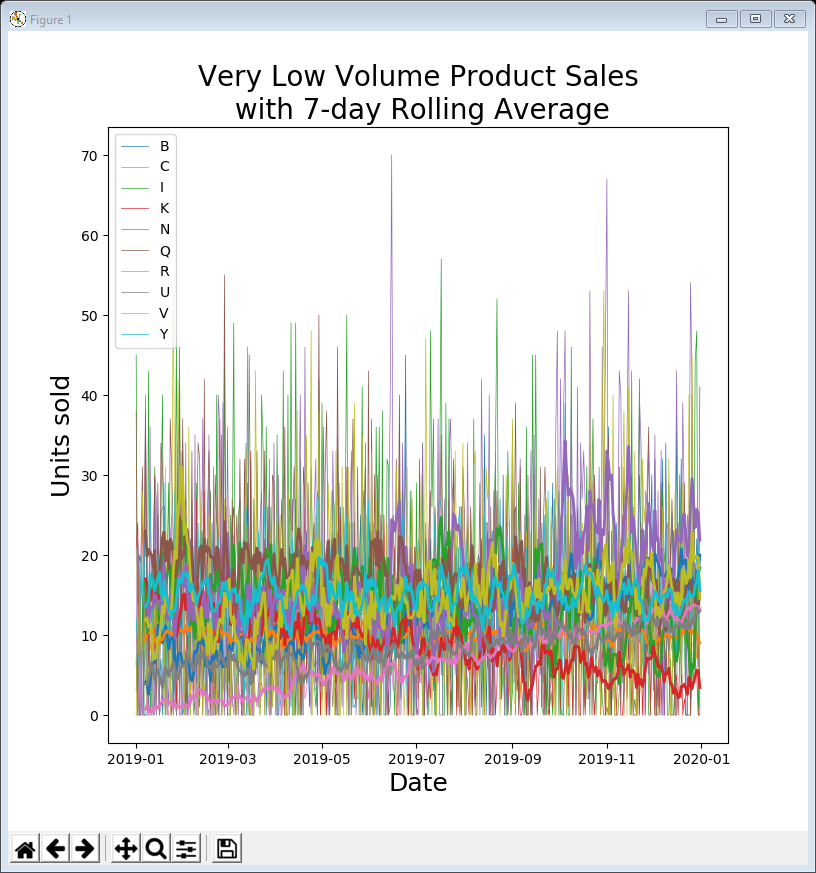 Figure 1
Very Low Volume Product Sales
with 7-day Rolling Average
B
C
I
K
N
Q
R
U
V
Y
70
60
50
40
30
20
10
0
Units sold
2019-01 2019-03 2019-05 2019-07 2019-09 2019-11 2020-01
Date